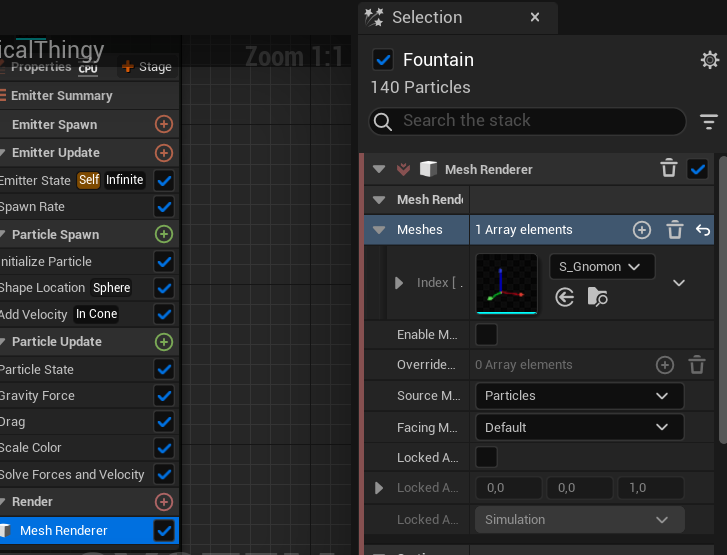 Selection
icalThingy
Zoom 1:1
Properties CPU Stage
Emitter Summary
Emitter Spawn
Emitter Update
Emitter State Self Infinite
Spawn Rate
Particle Spawn
Initialize Particle
Shape Location Sphere
Add Velocity In Cone
Particle Update
Particle State
Gravity Force
Drag
Scale Color
Solve Forces and Velocity
Render
Mesh Renderer
Fountain
140 Particles
Search the stack
Mesh Renderer
Mesh Rend
Meshes 1 Array elements
Index [ . S_Gnomon
Enable M...
Override... 0 Array elements
Source M... Particles
Facing M... Default
Locked A...
Locked A... 0,0 0,0 1,0
Locked A... Simulation